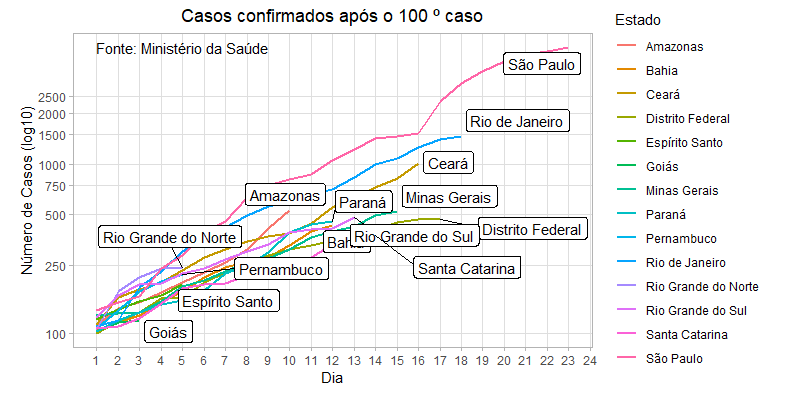 Casos confirmados após o 100 º caso
Fonte: Ministério da Saúde
Número de Casos (log10)
2500
2000
1500
1000
750
500
250
100
São Paulo
Rio de Janeiro
Ceará
Amazonas
Minas Gerais
Paraná
Distrito Federal
Bahia
Rio Grande do Sul
Rio Grande do Norte
Pernambuco
Santa Catarina
Espírito Santo
Goiás
1 2 3 4 5 6 7 8 9 10 11 12 13 14 15 16 17 18 19 20 21 22 23 24
Dia
Estado
Amazonas
Bahia
Ceará
Distrito Federal
Espírito Santo
Goiás
Minas Gerais
Paraná
Pernambuco
Rio de Janeiro
Rio Grande do Norte
Rio Grande do Sul
Santa Catarina
São Paulo